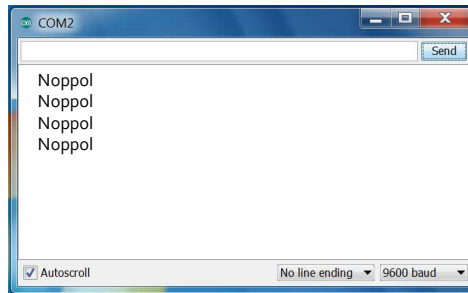 COM2
Send
Noppol
Noppol
Noppol
Noppol
Autoscroll
No line ending
9600 baud